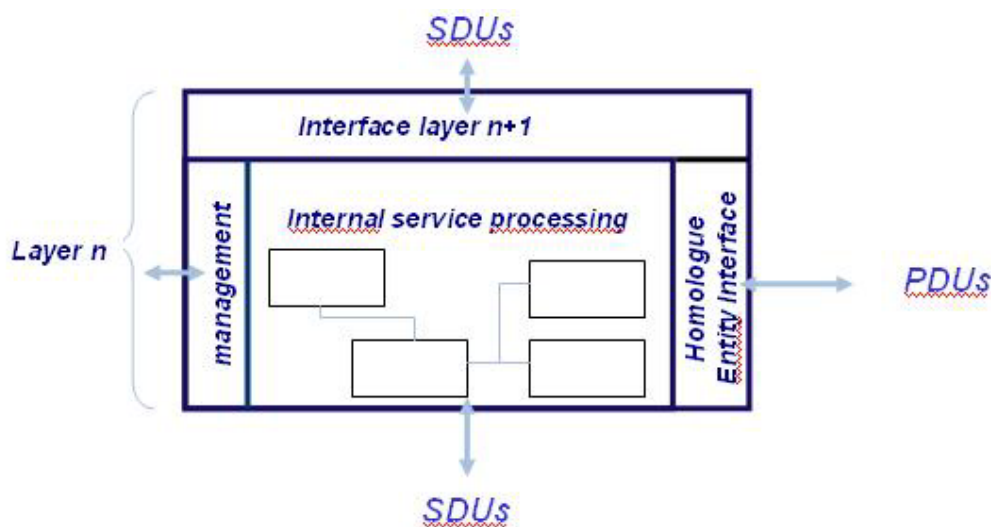 SDUs
Interface layer n+1
Layer n
management
Internal service processing
Homologue
Entity Interface
PDUs
SDUs